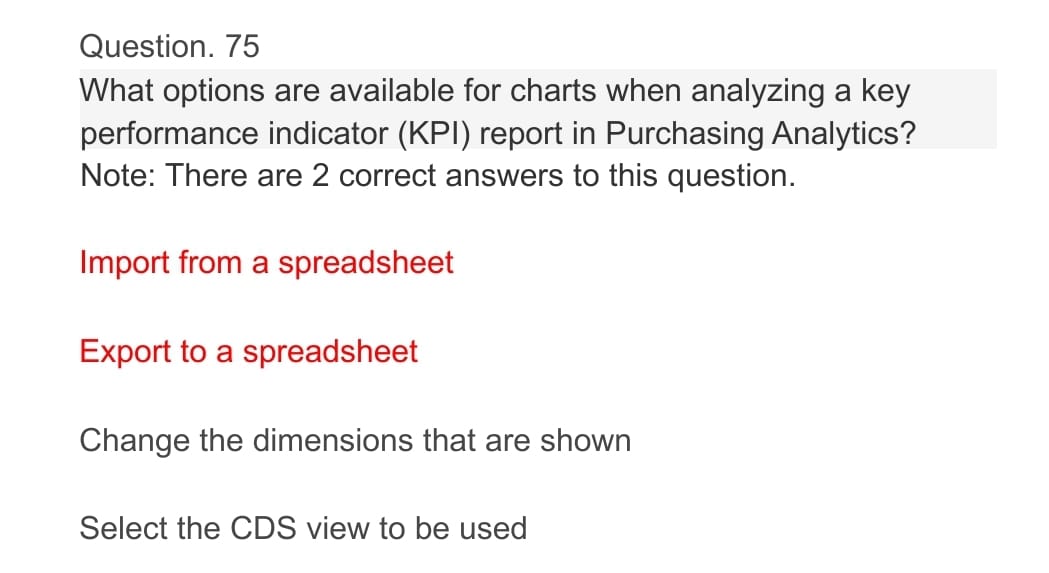 Question. 75
What options are available for charts when analyzing a key
performance indicator (KPI) report in Purchasing Analytics?
Note: There are 2 correct answers to this question.
Import from a spreadsheet
Export to a spreadsheet
Change the dimensions that are shown
Select the CDS view to be used